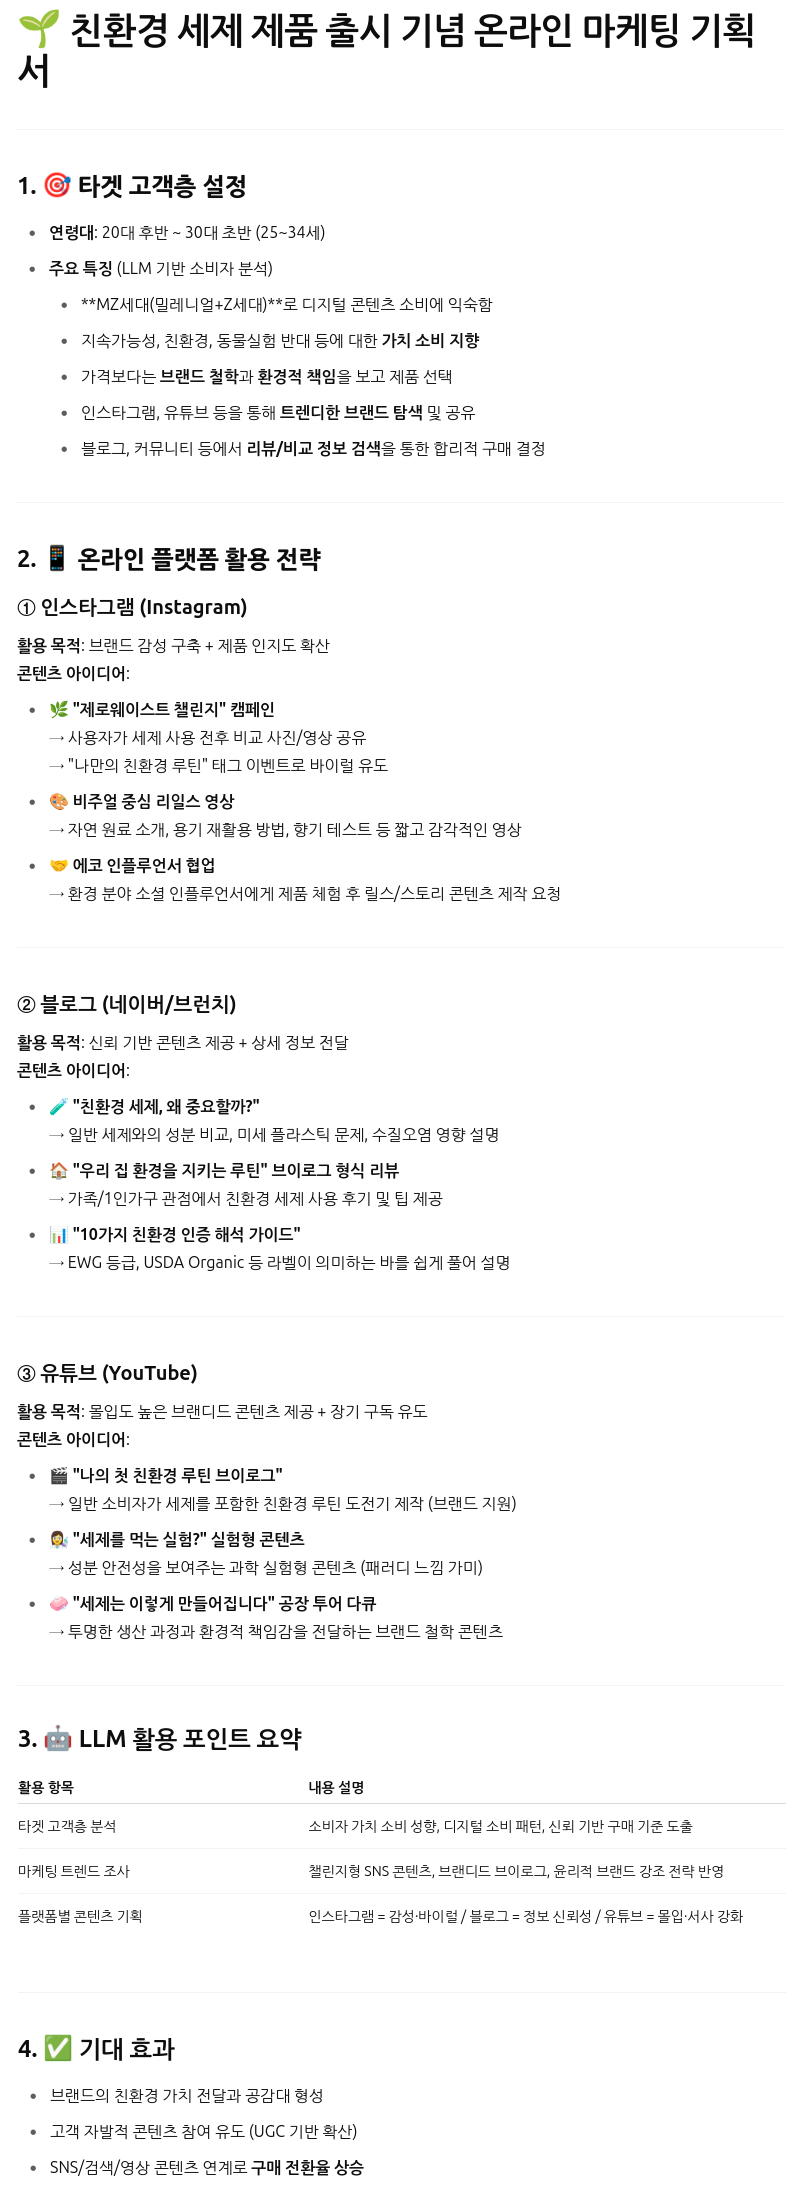 🌱 친환경 세제 제품 출시 기념 온라인 마케팅 기획
서
1. 🎯 타겟 고객층 설정
• 연령대: 20대 후반 ~ 30대 초반 (25~34세)
• 주요 특징 (LLM 기반 소비자 분석)
• **MZ세대(밀레니얼+Z세대)**로 디지털 콘텐츠 소비에 익숙함
• 지속가능성, 친환경, 동물실험 반대 등에 대한 가치 소비 지향
• 가격보다는 브랜드 철학과 환경적 책임을 보고 제품 선택
• 인스타그램, 유튜브 등을 통해 트렌디한 브랜드 탐색 및 공유
• 블로그, 커뮤니티 등에서 리뷰/비교 정보 검색을 통한 합리적 구매 결정
2. 📱 온라인 플랫폼 활용 전략
① 인스타그램 (Instagram)
활용 목적: 브랜드 감성 구축 + 제품 인지도 확산
콘텐츠 아이디어:
• 🌿 "제로웨이스트 챌린지" 캠페인
→ 사용자가 세제 사용 전후 비교 사진/영상 공유
→ "나만의 친환경 루틴" 태그 이벤트로 바이럴 유도
• 🎨 비주얼 중심 리일스 영상
→ 자연 원료 소개, 용기 재활용 방법, 향기 테스트 등 짧고 감각적인 영상
• 🤝 에코 인플루언서 협업
→ 환경 분야 소셜 인플루언서에게 제품 체험 후 릴스/스토리 콘텐츠 제작 요청
② 블로그 (네이버/브런치)
활용 목적: 신뢰 기반 콘텐츠 제공 + 상세 정보 전달
콘텐츠 아이디어:
• 🧪 "친환경 세제, 왜 중요할까?"
→ 일반 세제와의 성분 비교, 미세 플라스틱 문제, 수질오염 영향 설명
• 🏠 "우리 집 환경을 지키는 루틴" 브이로그 형식 리뷰
→ 가족/1인가구 관점에서 친환경 세제 사용 후기 및 팁 제공
• 📊 "10가지 친환경 인증 해석 가이드"
→ EWG 등급, USDA Organic 등 라벨이 의미하는 바를 쉽게 풀어 설명
③ 유튜브 (YouTube)
활용 목적: 몰입도 높은 브랜디드 콘텐츠 제공 + 장기 구독 유도
콘텐츠 아이디어:
• 🎬 "나의 첫 친환경 루틴 브이로그"
→ 일반 소비자가 세제를 포함한 친환경 루틴 도전기 제작 (브랜드 지원)
• 👩‍🔬 "세제를 먹는 실험?" 실험형 콘텐츠
→ 성분 안전성을 보여주는 과학 실험형 콘텐츠 (패러디 느낌 가미)
• 🧼 "세제는 이렇게 만들어집니다" 공장 투어 다큐
→ 투명한 생산 과정과 환경적 책임감을 전달하는 브랜드 철학 콘텐츠
3. 🤖 LLM 활용 포인트 요약
활용 항목 내용 설명
타겟 고객층 분석 소비자 가치 소비 성향, 디지털 소비 패턴, 신뢰 기반 구매 기준 도출
마케팅 트렌드 조사 챌린지형 SNS 콘텐츠, 브랜디드 브이로그, 윤리적 브랜드 강조 전략 반영
플랫폼별 콘텐츠 기획 인스타그램 = 감성·바이럴 / 블로그 = 정보 신뢰성 / 유튜브 = 몰입·서사 강화
4. ✅ 기대 효과
• 브랜드의 친환경 가치 전달과 공감대 형성
• 고객 자발적 콘텐츠 참여 유도 (UGC 기반 확산)
• SNS/검색/영상 콘텐츠 연계로 구매 전환율 상승